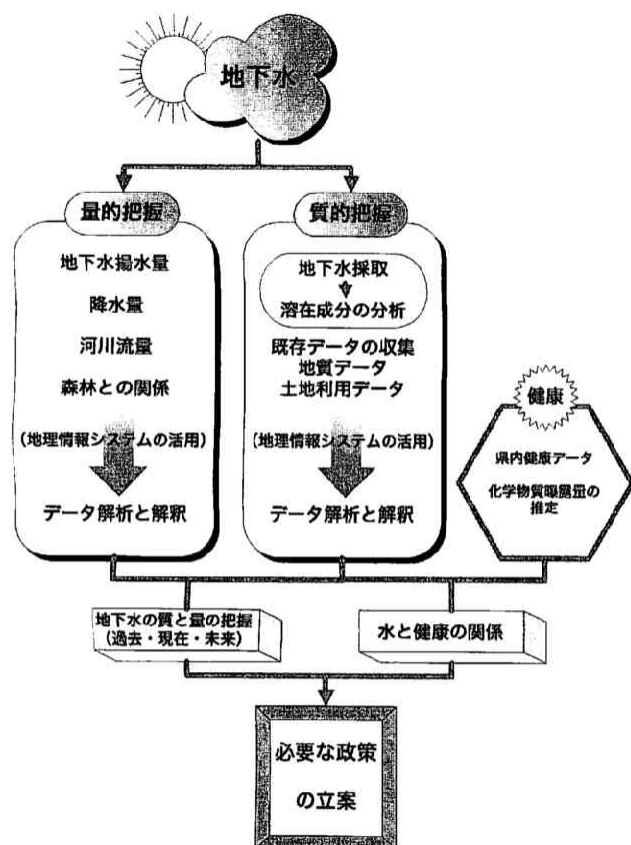 地下水
量的把握
地下水揚水量
降水量
河川流量
森林との関係
(地理情報システムの活用)
データ解析と解釈
質的把握
地下水採取
溶在成分の分析
既存データの収集
地質データ
土地利用データ
(地理情報システムの活用)
データ解析と解釈
健康
県内健康データ
化学物質曝露量の
推定
地下水の質と量の把握
(過去・現在・未来)
水と健康の関係
必要な政策
の立案